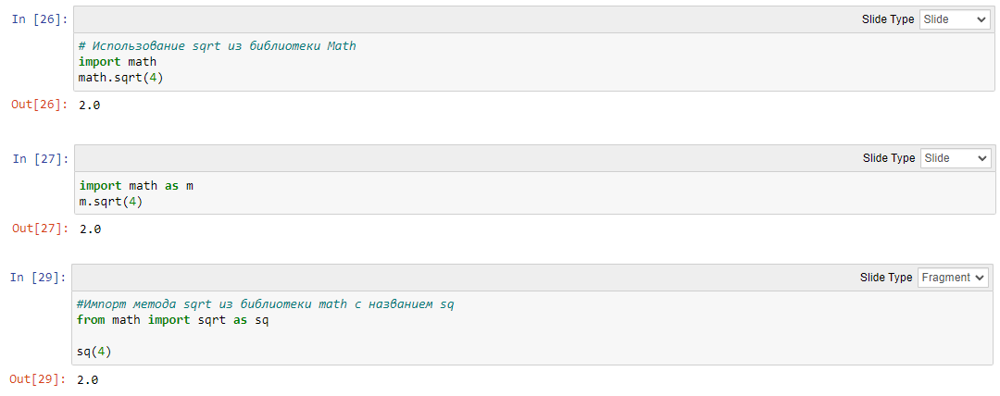 In [26]:
Slide Type Slide
# Использование sqrt из библиотеки Math
import math
math.sqrt(4)
Out[26]: 2.0
In [27]:
Slide Type Slide
import math as m
m.sqrt(4)
Out[27]: 2.0
In [29]:
Slide Type Fragment
#Импорт метода sqrt из библиотеки math с названием sq
from math import sqrt as sq
sq(4)
Out[29]: 2.0